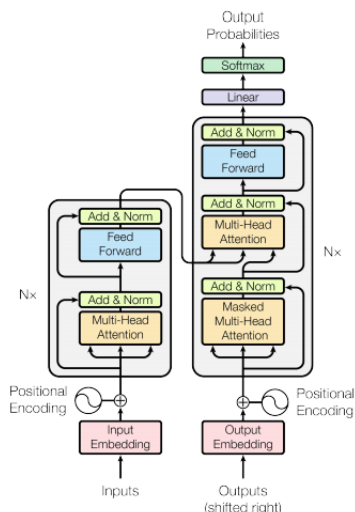 Output
Probabilities
Softmax
Linear
Add & Norm
Feed
Forward
Add & Norm
Multi-Head
Attention
Add & Norm
Masked
Multi-Head
Attention
Nx
Add & Norm
Feed
Forward
Add & Norm
Multi-Head
Attention
Nx
Positional
Encoding
Positional
Encoding
Input
Embedding
Output
Embedding
Inputs
Outputs
(shifted right)